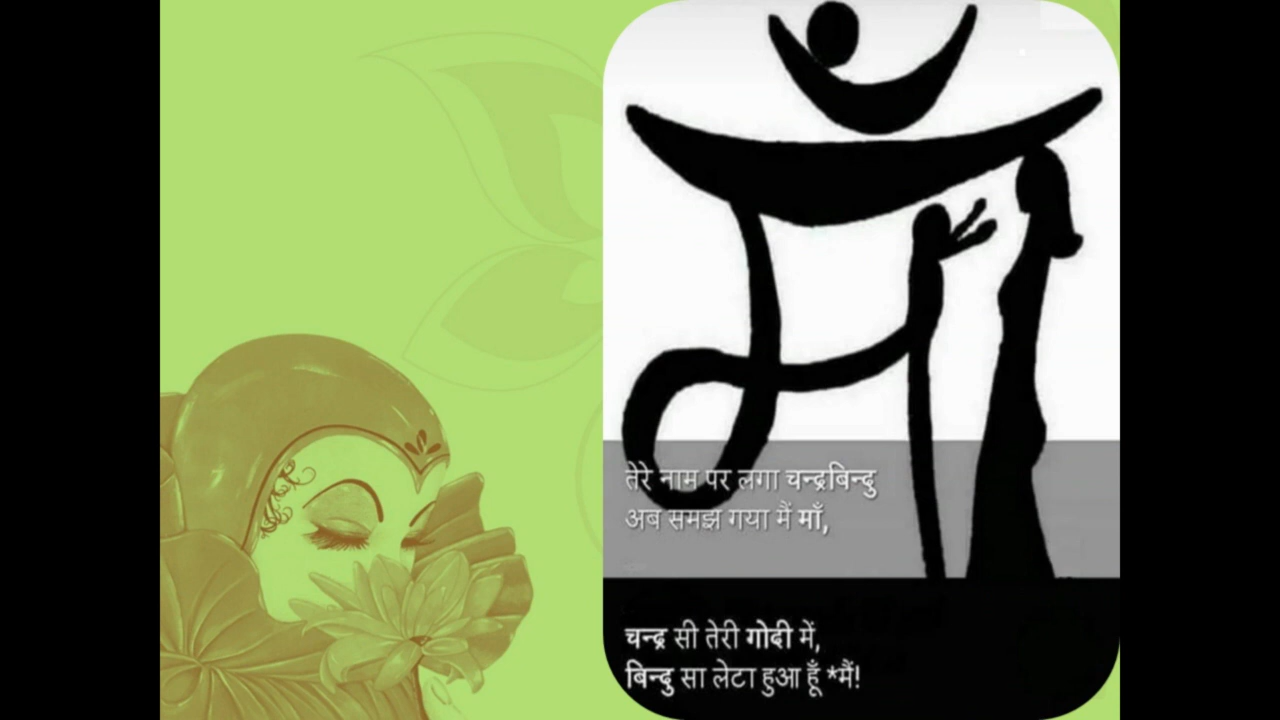 माँ
तेरे नाम पर लगा चन्द्रबिन्दु
अब समझ गया मैं माँ,
चन्द्र सी तेरी गोदी में,
बिन्दु सा लेटा हुआ हूँ *मैं!